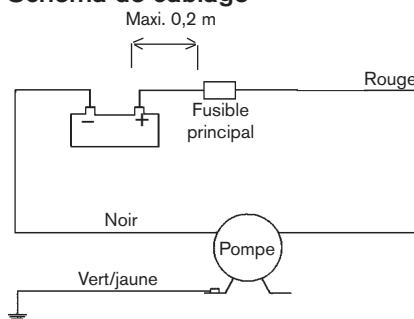 Schéma de câblage
Maxi. 0,2 m
Rouge
Fusible
principal
− +
Noir
Pompe
Vert/jaune